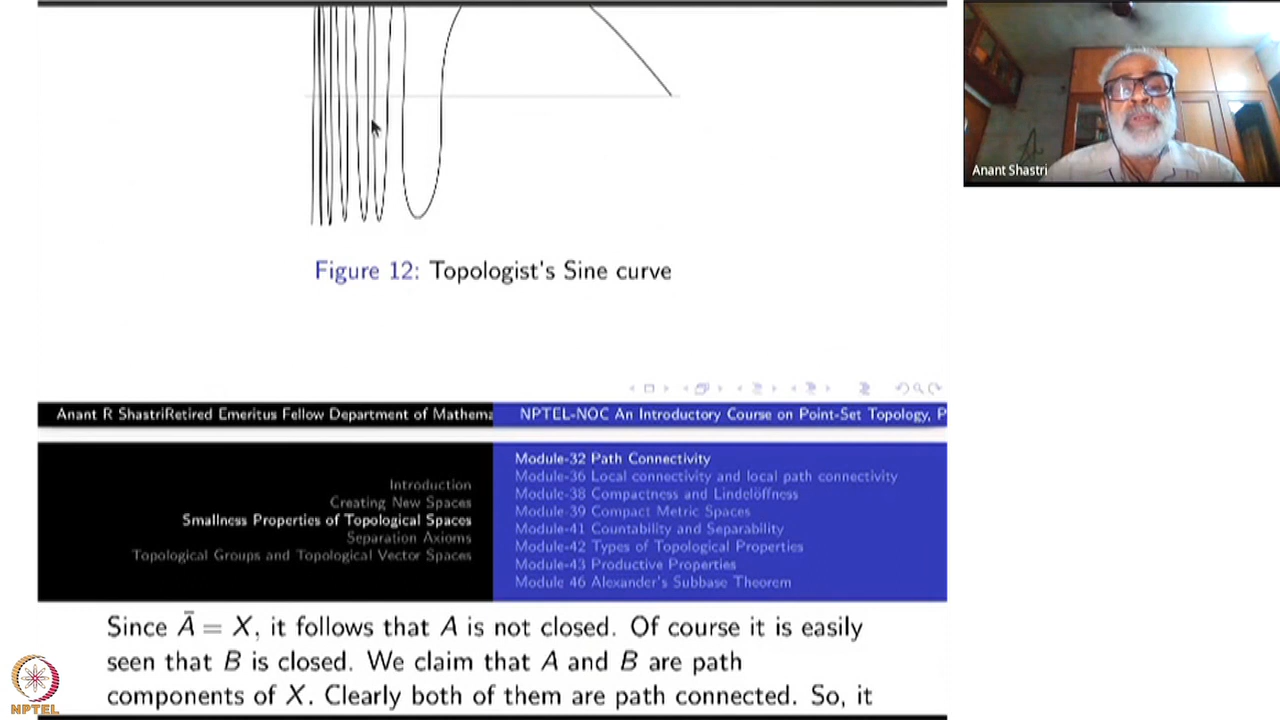 Anant Shastri
Figure 12: Topologist's Sine curve
Anant R ShastriRetired Emeritus Fellow Department of Mathema
NPTEL-NOC An Introductory Course on Point-Set Topology, P
Introduction
Creating New Spaces
Smallness Properties of Topological Spaces
Separation Axioms
Topological Groups and Topological Vector Spaces
Module-32 Path Connectivity
Module-36 Local connectivity and local path connectivity
Module-38 Compactness and Lindelöffness
Module-39 Compact Metric Spaces
Module-41 Countability and Separability
Module-42 Types of Topological Properties
Module-43 Productive Properties
Module 46 Alexander's Subbase Theorem
Since Ā = X, it follows that A is not closed. Of course it is easily
seen that B is closed. We claim that A and B are path
components of X. Clearly both of them are path connected. So, it
NPTEL